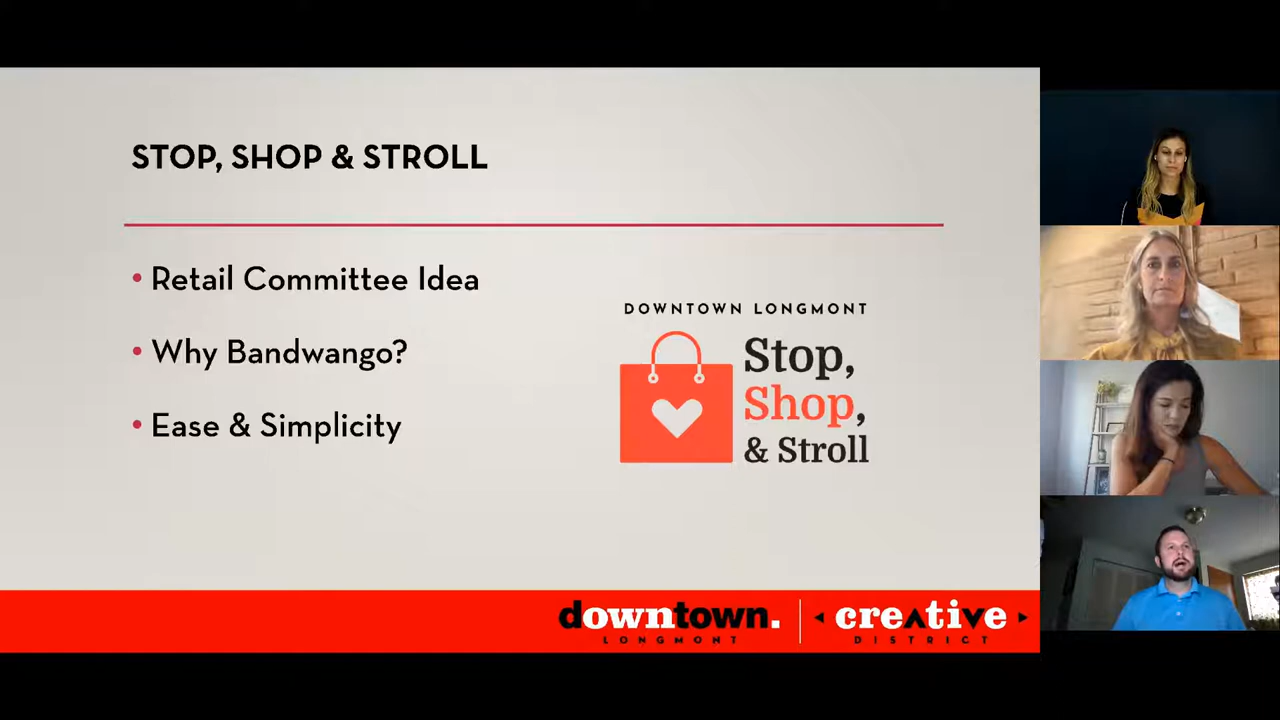 STOP, SHOP & STROLL
• Retail Committee Idea
• Why Bandwango?
• Ease & Simplicity
DOWNTOWN LONGMONT
Stop,
Shop,
& Stroll
downtown.
LONGMONT
creative
DISTRICT